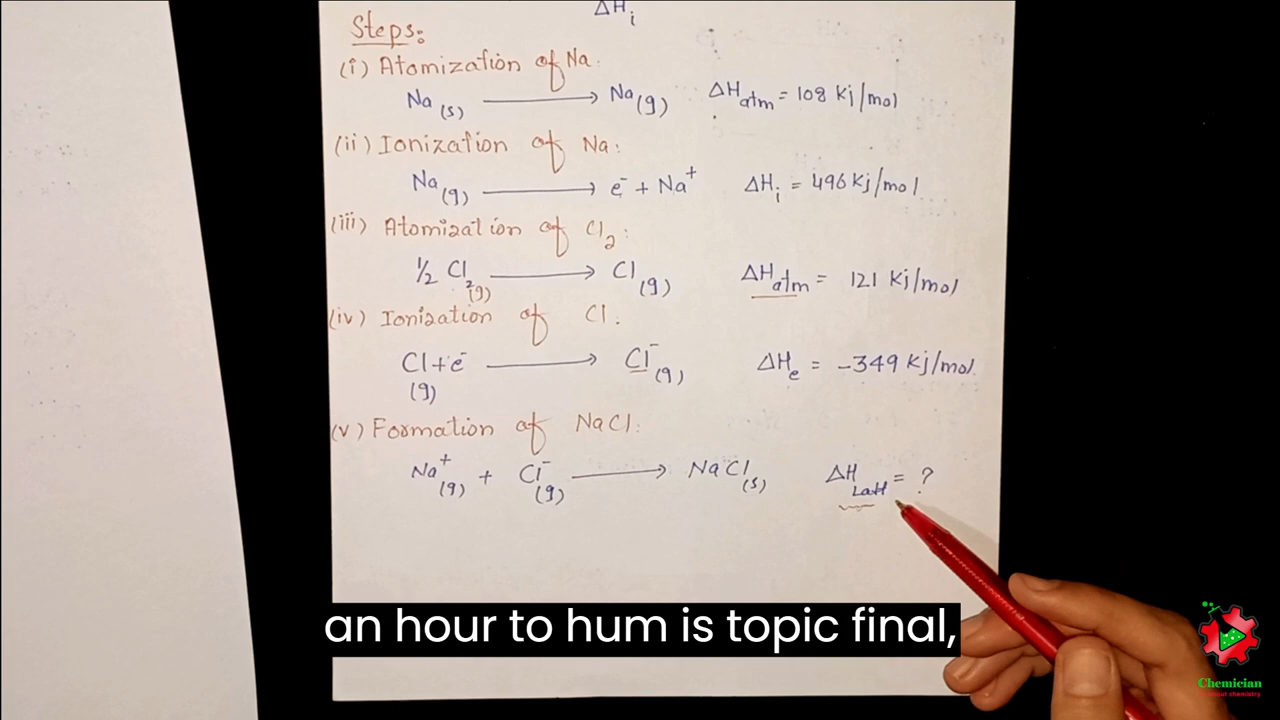 ΔHᵢ
Steps:
(i) Atomization of Na:
Na(s) ⟶ Na(g) ΔHatm = 108 kj/mol
(ii) Ionization of Na:
Na(g) ⟶ e⁻ + Na⁺ ΔHᵢ = 496 kj/mol
(iii) Atomization of Cl₂:
½ Cl₂(g) ⟶ Cl(g) ΔHatm = 121 kj/mol
(iv) Ionization of Cl:
Cl(g) + e⁻ ⟶ Cl⁻(g) ΔHe = -349 kj/mol
(v) Formation of NaCl:
Na⁺(g) + Cl⁻(g) ⟶ NaCl(s) ΔHLatt = ?
an hour to hum is topic final,
Chemician